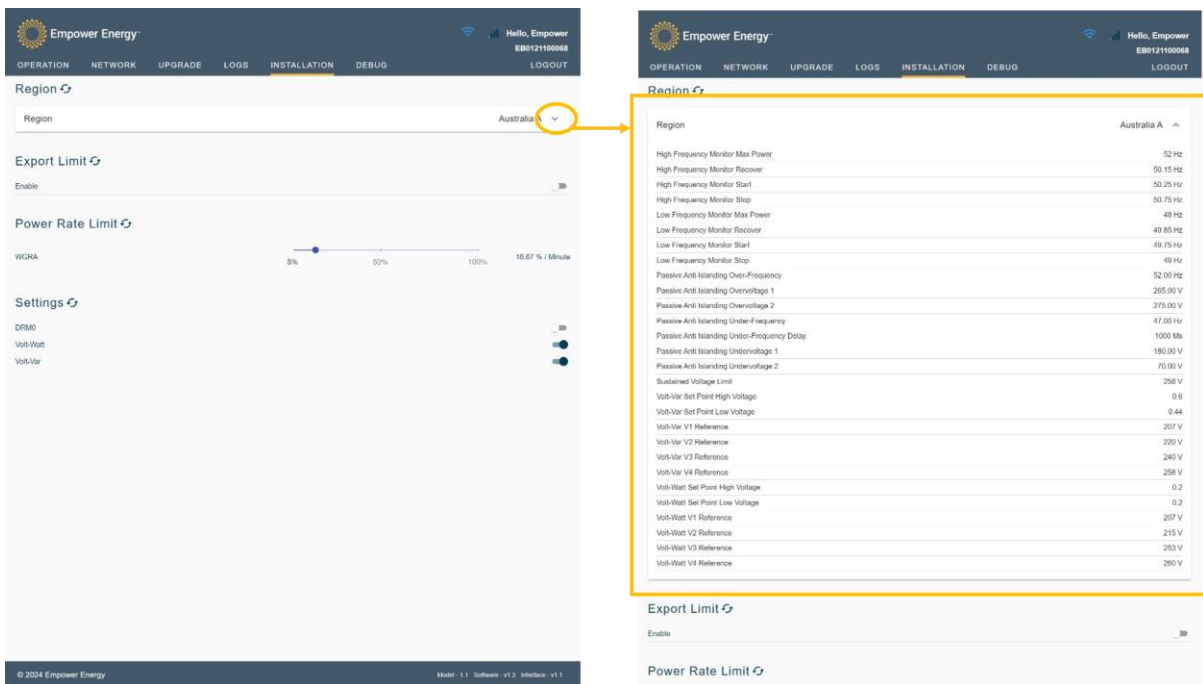 Empower Energy™
Hello, Empower
EB0121100068
OPERATION NETWORK UPGRADE LOGS INSTALLATION DEBUG LOGOUT
Region
Region Australia A
Export Limit
Enable
Power Rate Limit
WGRA 5% 50% 100% 16.67 % / Minute
Settings
DRM0
Volt-Watt
Volt-Var
© 2024 Empower Energy Model - 1.1 Software - v1.2 Interface - v1.1
Empower Energy™
Hello, Empower
EB0121100068
OPERATION NETWORK UPGRADE LOGS INSTALLATION DEBUG LOGOUT
Region
Region Australia A
High Frequency Monitor Max Power 52 Hz
High Frequency Monitor Recover 50.15 Hz
High Frequency Monitor Start 50.25 Hz
High Frequency Monitor Stop 50.75 Hz
Low Frequency Monitor Max Power 48 Hz
Low Frequency Monitor Recover 49.85 Hz
Low Frequency Monitor Start 49.75 Hz
Low Frequency Monitor Stop 49 Hz
Passive Anti Islanding Over-Frequency 52.00 Hz
Passive Anti Islanding Overvoltage 1 265.00 V
Passive Anti Islanding Overvoltage 2 275.00 V
Passive Anti Islanding Under-Frequency 47.00 Hz
Passive Anti Islanding Under-Frequency Delay 1000 Ms
Passive Anti Islanding Undervoltage 1 180.00 V
Passive Anti Islanding Undervoltage 2 70.00 V
Sustained Voltage Limit 258 V
Volt-Var Set Point High Voltage 0.6
Volt-Var Set Point Low Voltage 0.44
Volt-Var V1 Reference 207 V
Volt-Var V2 Reference 220 V
Volt-Var V3 Reference 240 V
Volt-Var V4 Reference 258 V
Volt-Watt Set Point High Voltage 0.2
Volt-Watt Set Point Low Voltage 0.2
Volt-Watt V1 Reference 207 V
Volt-Watt V2 Reference 215 V
Volt-Watt V3 Reference 253 V
Volt-Watt V4 Reference 260 V
Export Limit
Enable
Power Rate Limit